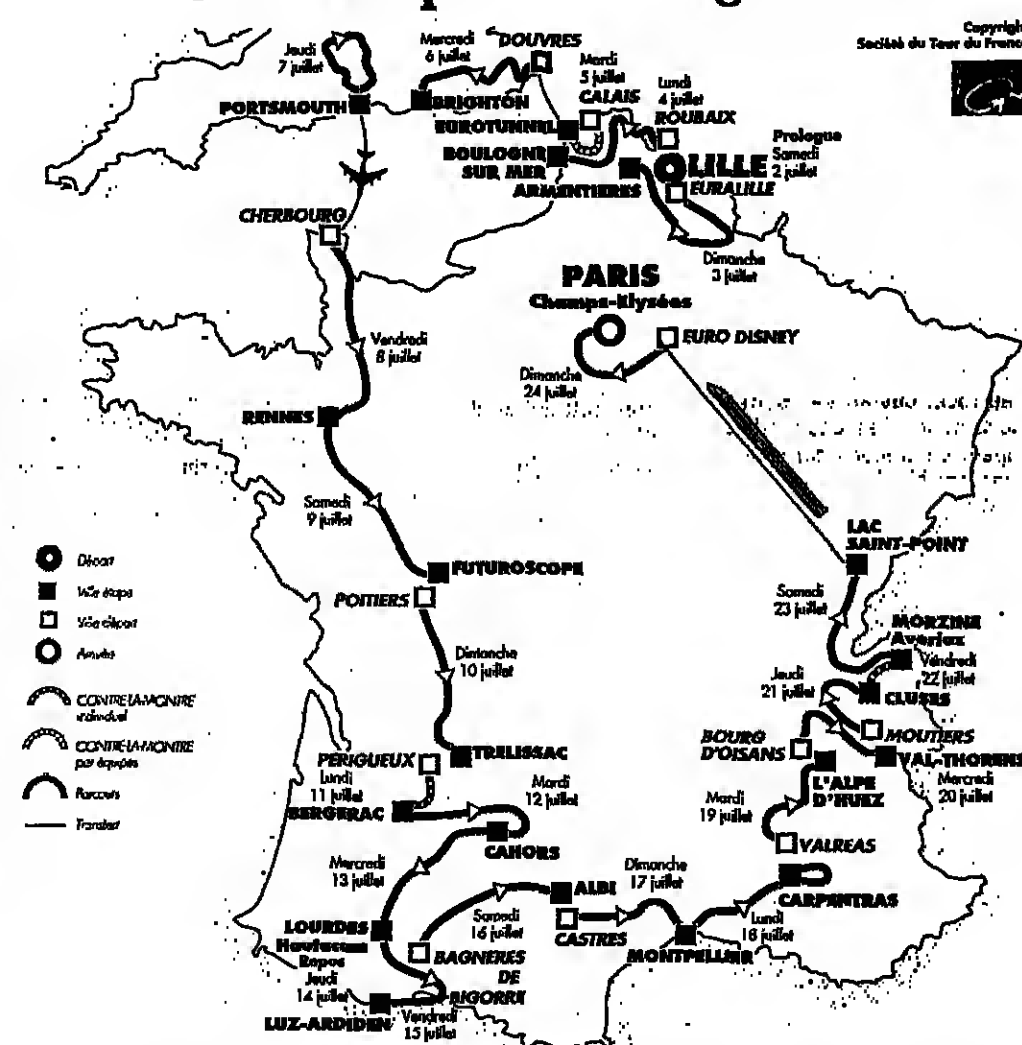 Copyright
Société du Tour du France
Jeudi
7 juillet
Mercredi
6 juillet
DOUVRES
Mardi
5 juillet
CALAIS
Lundi
4 juillet
ROUBAIX
PORTSMOUTH
BRIGHTON
EUROTUNNEL
BOULOGNE
SUR MER
ARMENTIERES
Prologue
Samedi
2 juillet
LILLE
EURALILLE
CHERBOURG
Dimanche
3 juillet
PARIS
Champs-Elysées
EURO DISNEY
Vendredi
8 juillet
Dimanche
24 juillet
RENNES
Samedi
9 juillet
LAC
SAINT-POINT
FUTUROSCOPE
POITIERS
Samedi
23 juillet
MORZINE
Avoriaz
Vendredi
22 juillet
Départ
Ville étape
Ville départ
Arrivée
CONTRE-LA-MONTRE
individuel
CONTRE-LA-MONTRE
par équipes
Parcours
Transfert
Dimanche
10 juillet
Jeudi
21 juillet
CLUSES
BOURG
D'OISANS
MOUTIERS
VAL-THORENS
Mercredi
20 juillet
PÉRIGUEUX
Lundi
11 juillet
TRELISSAC
BERGERAC
Mardi
12 juillet
L'ALPE
D'HUEZ
Mardi
19 juillet
CAHORS
VALREAS
Mercredi
13 juillet
Dimanche
17 juillet
ALBI
CARPENTRAS
Lundi
18 juillet
LOURDES
Hautacam
Repos
Jeudi
14 juillet
Samedi
16 juillet
CASTRES
MONTPELLIER
BAGNERES
DE
BIGORRE
LUZ-ARDIDEN
Vendredi
15 juillet